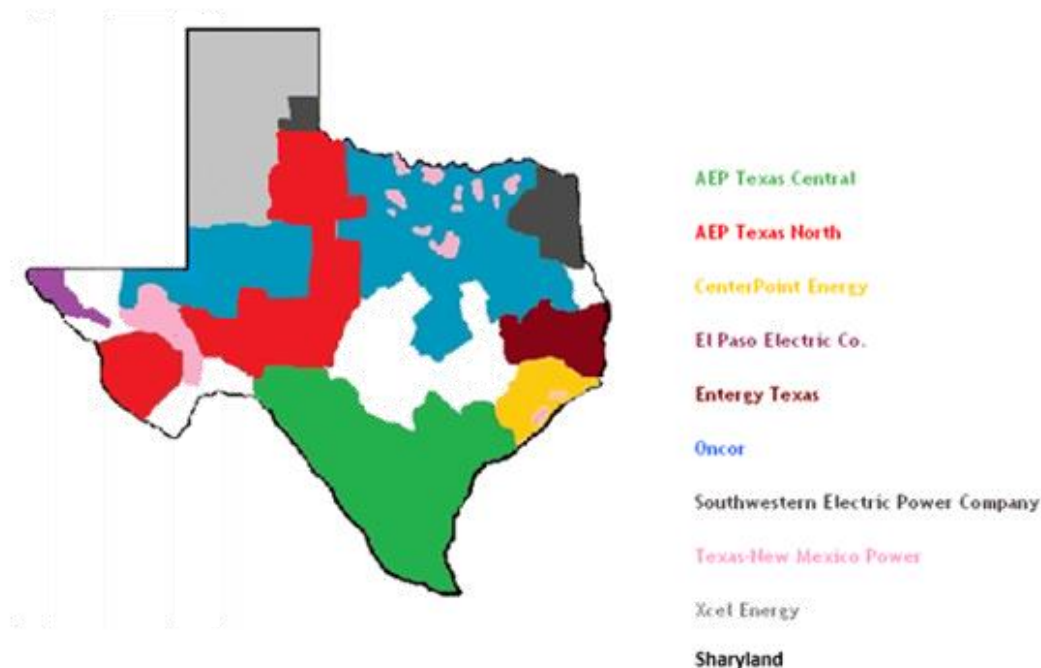 AEP Texas Central
AEP Texas North
CenterPoint Energy
El Paso Electric Co.
Entergy Texas
Oncor
Southwestern Electric Power Company
Texas-New Mexico Power
Xcel Energy
Sharyland